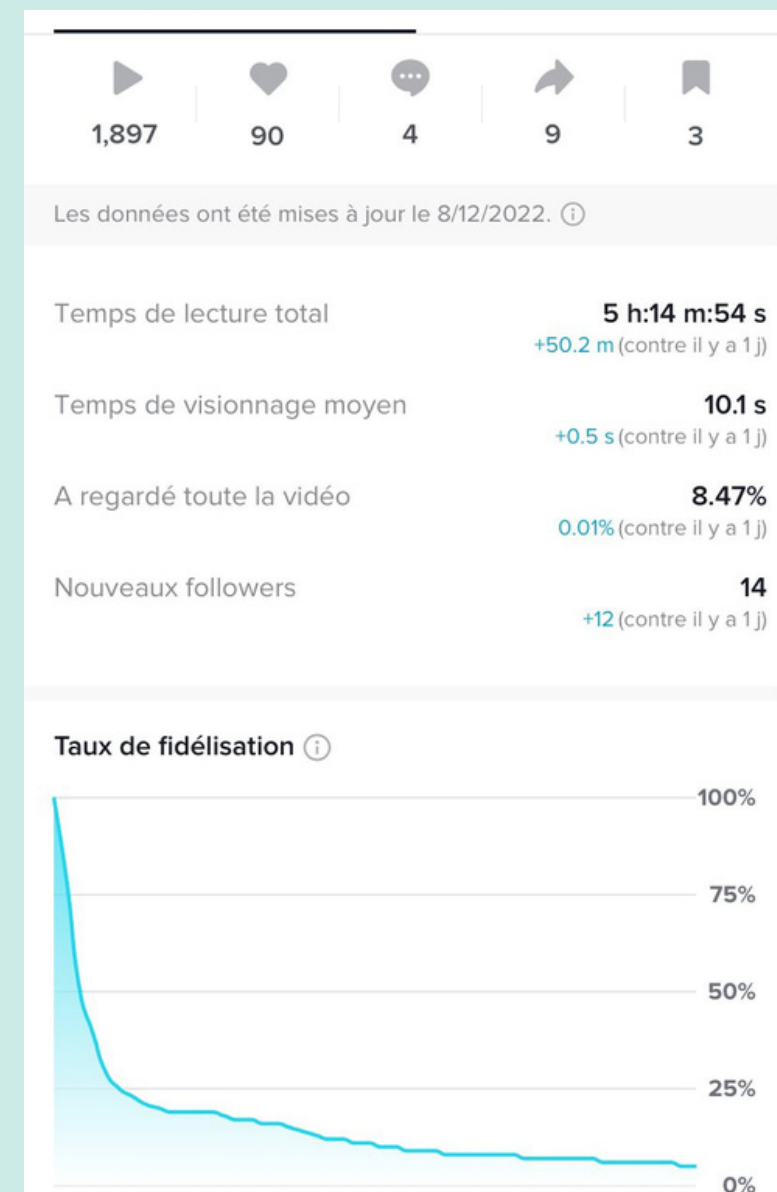 1,897 90 4 9 3
Les données ont été mises à jour le 8/12/2022.
Temps de lecture total 5 h:14 m:54 s
+50.2 m (contre il y a 1 j)
Temps de visionnage moyen 10.1 s
+0.5 s (contre il y a 1 j)
A regardé toute la vidéo 8.47%
0.01% (contre il y a 1 j)
Nouveaux followers 14
+12 (contre il y a 1 j)
Taux de fidélisation
100%
75%
50%
25%
0%